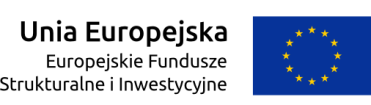 Unia Europejska
Europejskie Fundusze
Strukturalne i Inwestycyjne